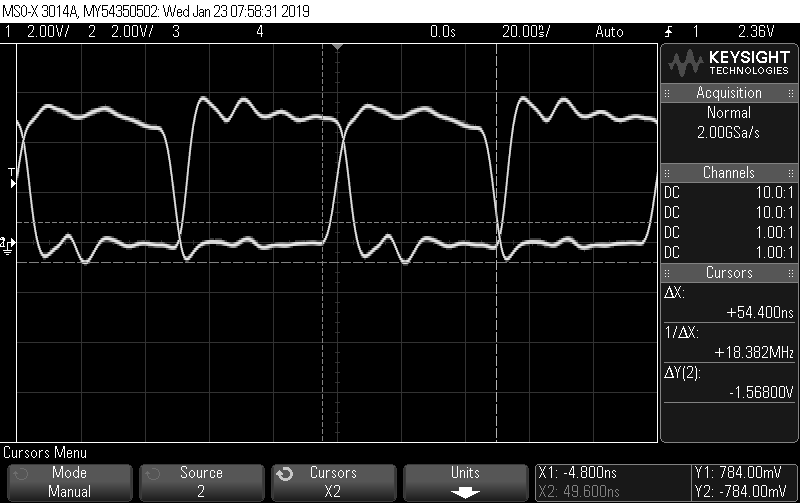 MSO-X 3014A, MY54350502: Wed Jan 23 07:58:31 2019
1 2.00V/ 2 2.00V/ 3 4 0.0s 20.00ns/ Auto 1 2.36V
KEYSIGHT
TECHNOLOGIES
Acquisition
Normal
2.00GSa/s
Channels
DC 10.0:1
DC 10.0:1
DC 1.00:1
DC 1.00:1
Cursors
ΔX:
+54.400ns
1/ΔX:
+18.382MHz
ΔY(2):
-1.56800V
T
2
Cursors Menu
Mode
Manual
Source
2
Cursors
X2
Units
X1: -4.800ns
X2: 49.600ns
Y1: 784.00mV
Y2: -784.00mV